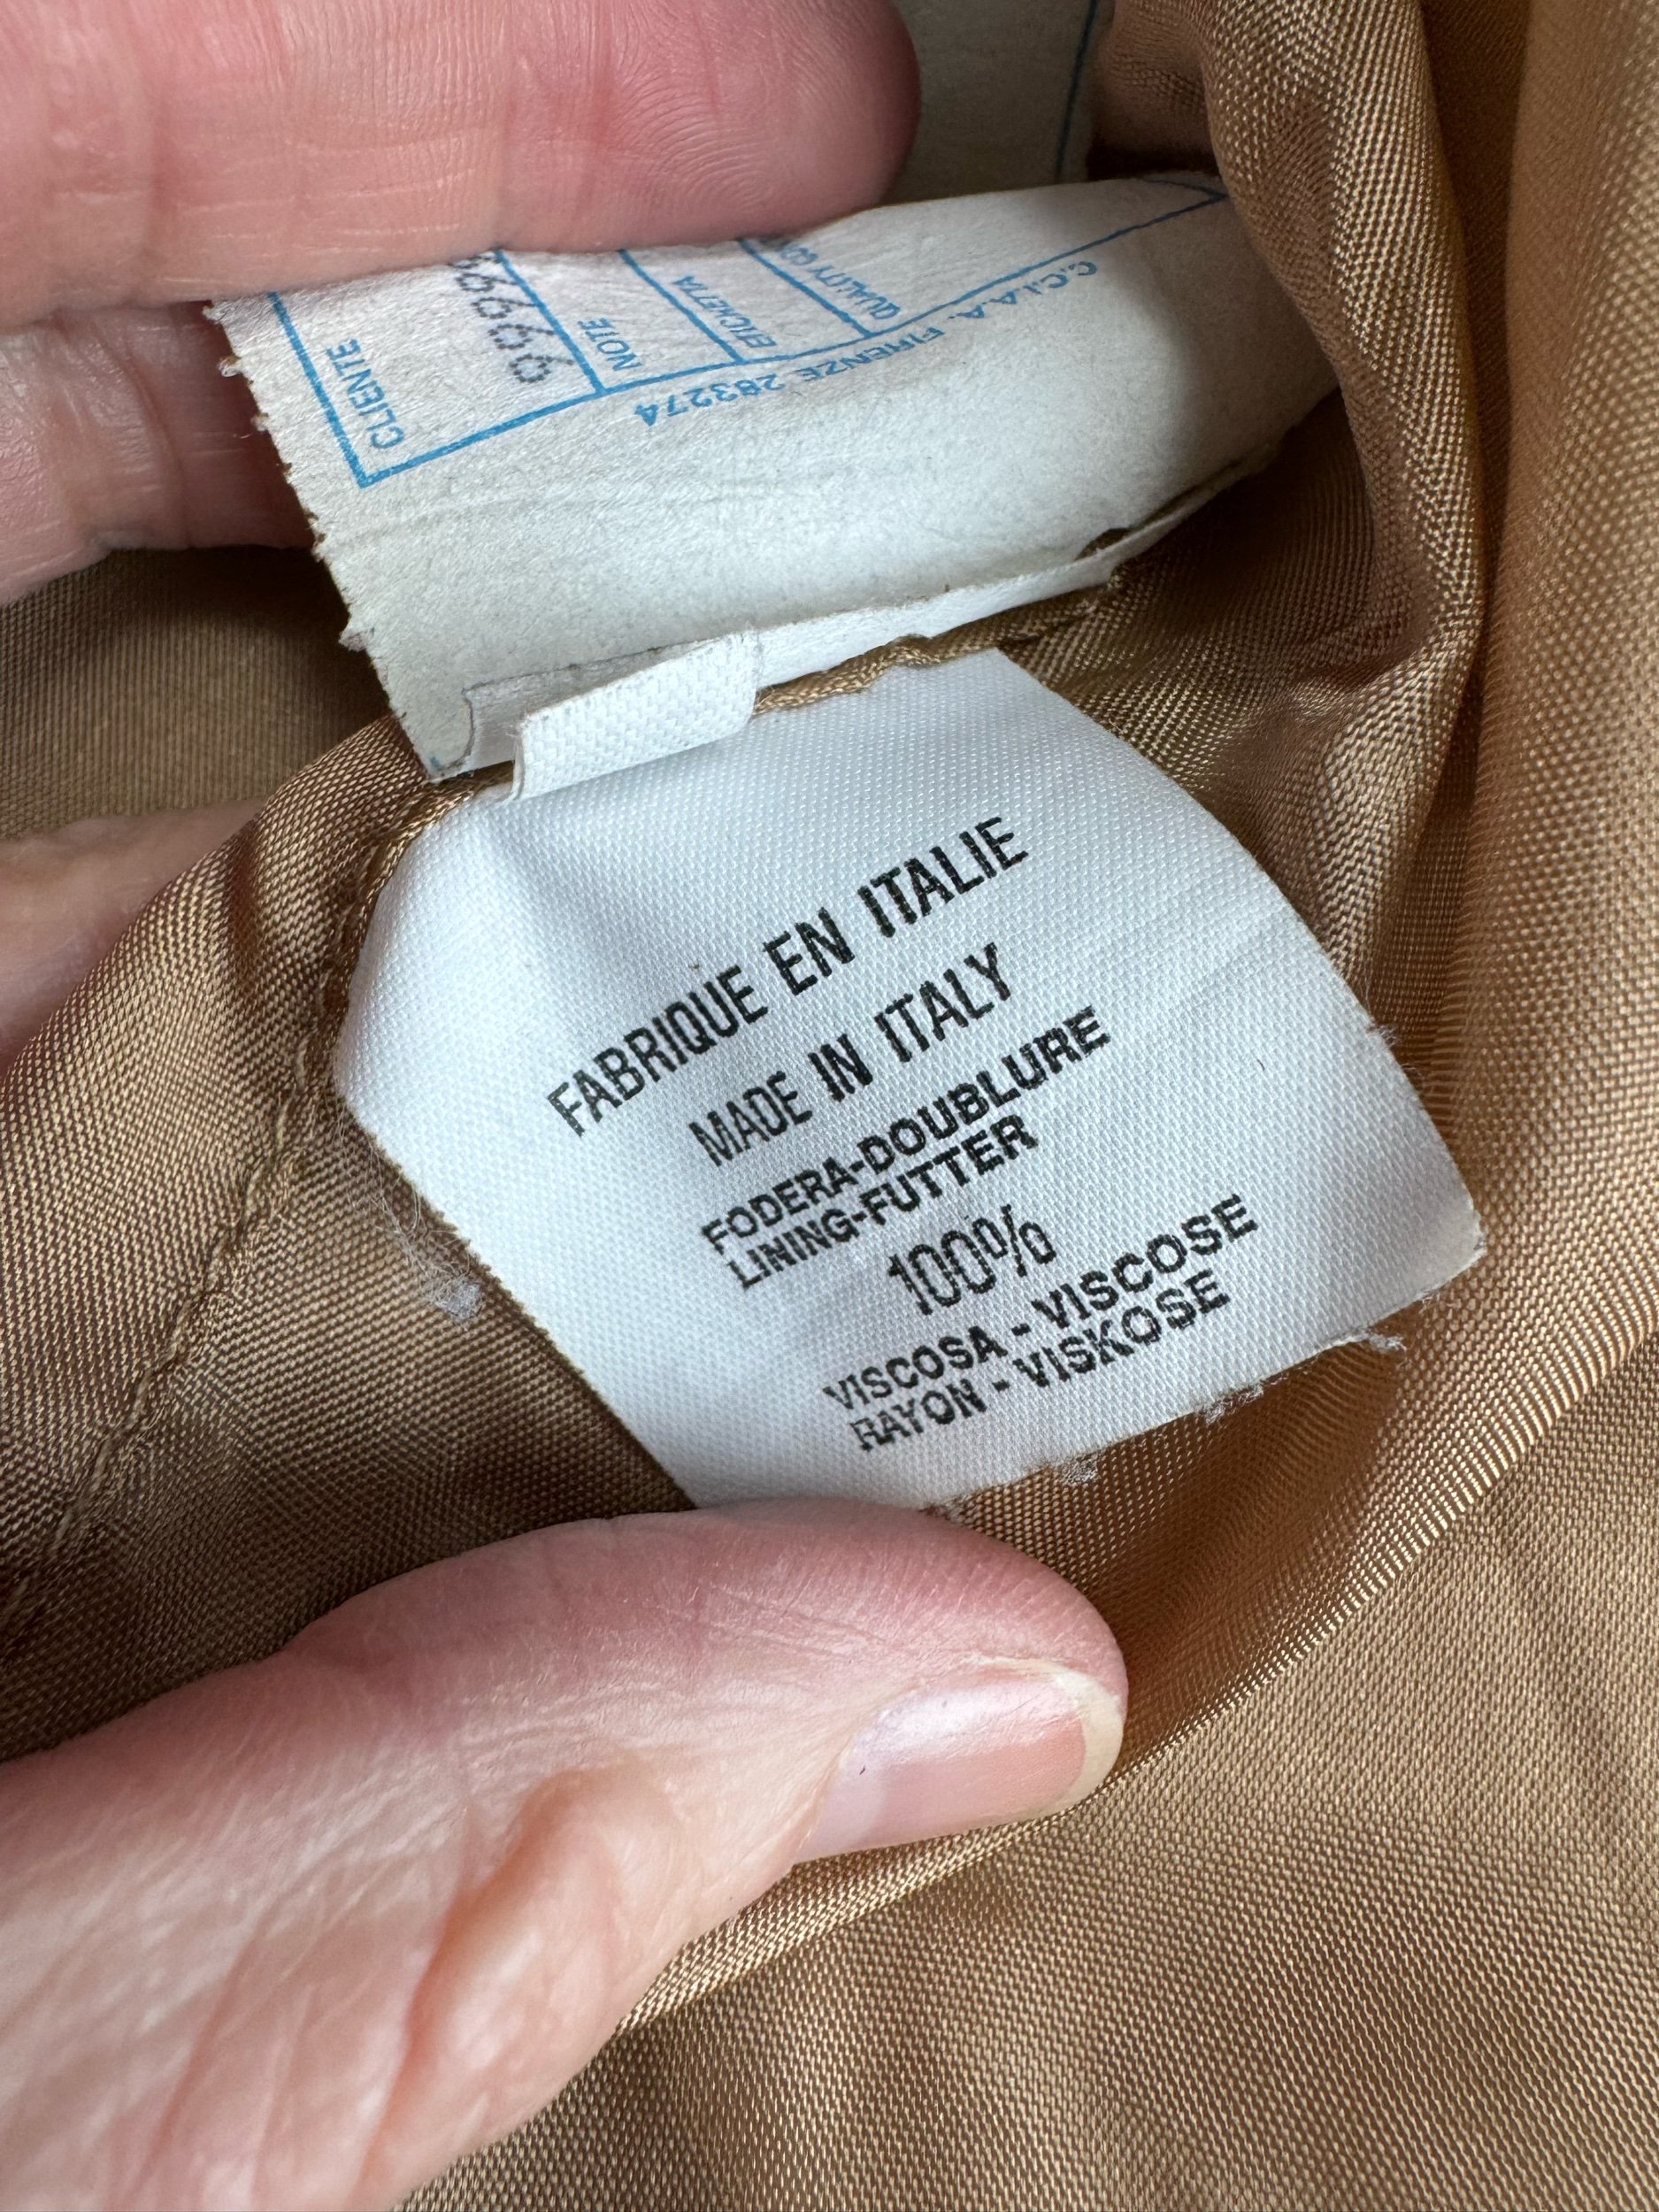 CLIENTE
NOTE
ETICHETTA
QUALITY
C.C.I.A.A. FIRENZE 283274
FABRIQUE EN ITALIE
MADE IN ITALY
FODERA-DOUBLURE
LINING-FUTTER
100%
VISCOSA - VISCOSE
RAYON - VISKOSE